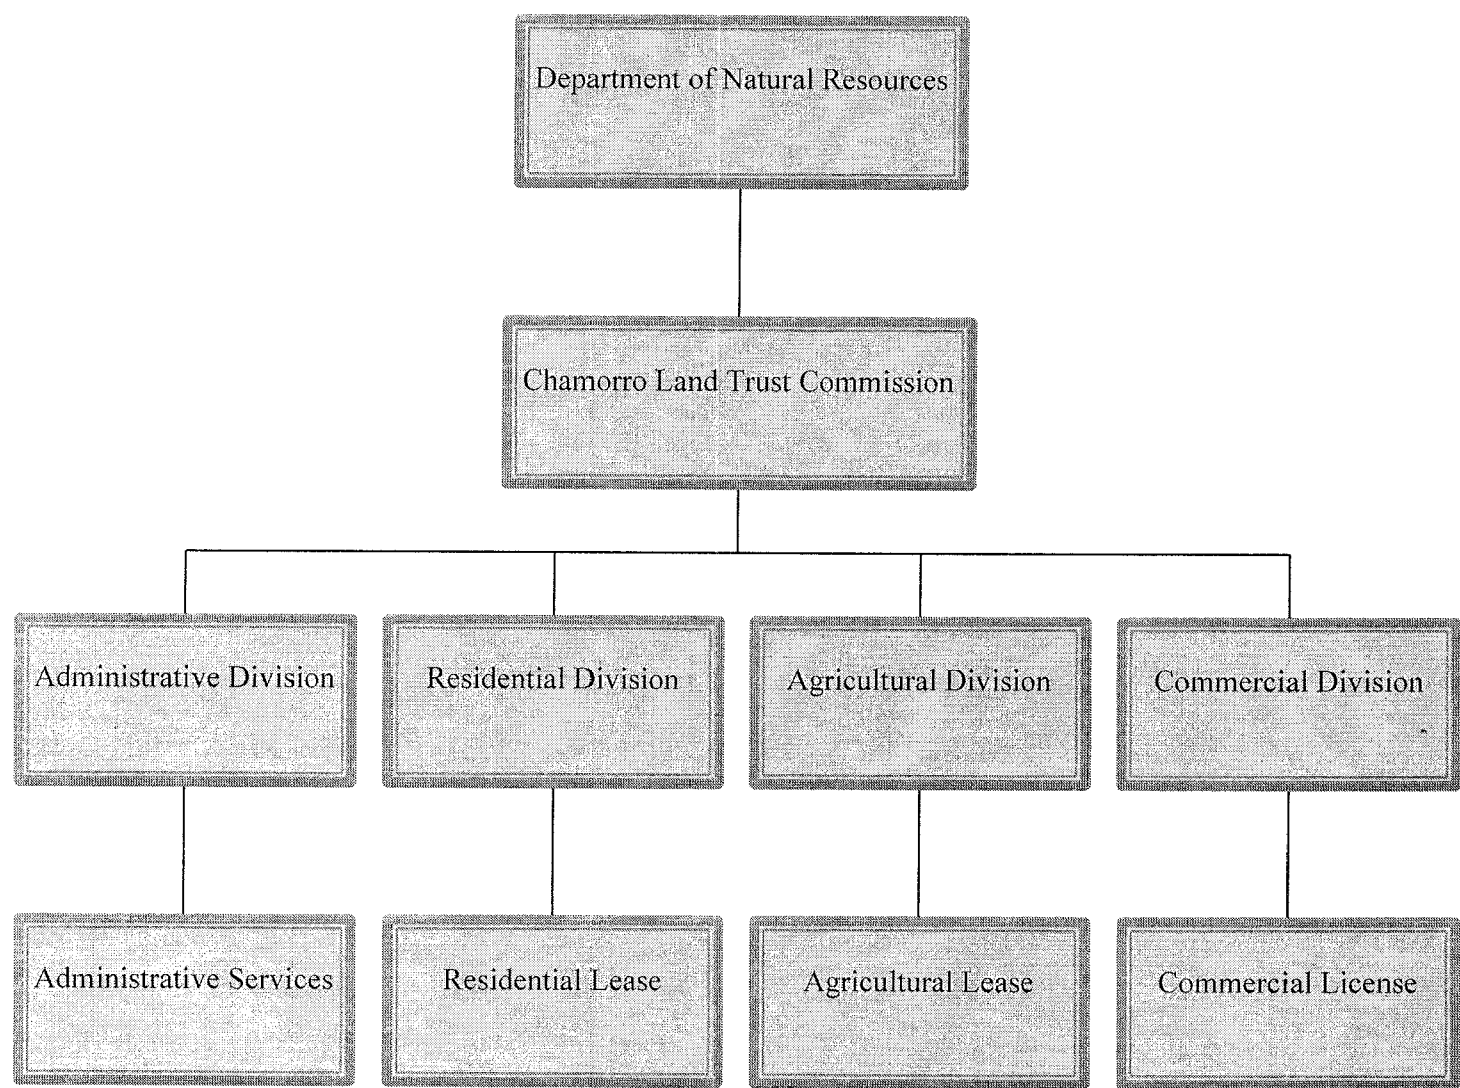 Department of Natural Resources
Chamorro Land Trust Commission
Administrative Division
Residential Division
Agricultural Division
Commercial Division
Administrative Services
Residential Lease
Agricultural Lease
Commercial License